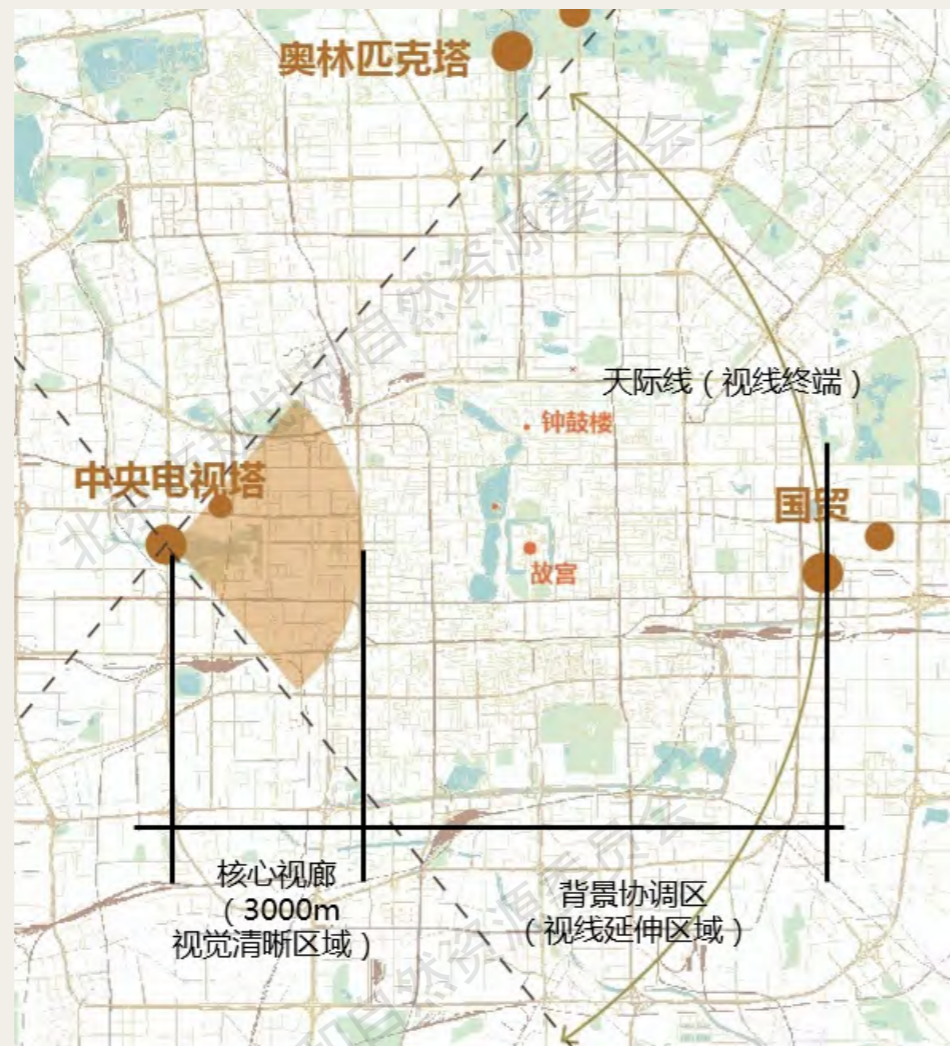 奥林匹克塔
天际线（视线终端）
钟鼓楼
中央电视塔
国贸
故宫
核心视廊
（3000m
视觉清晰区域）
背景协调区
（视线延伸区域）